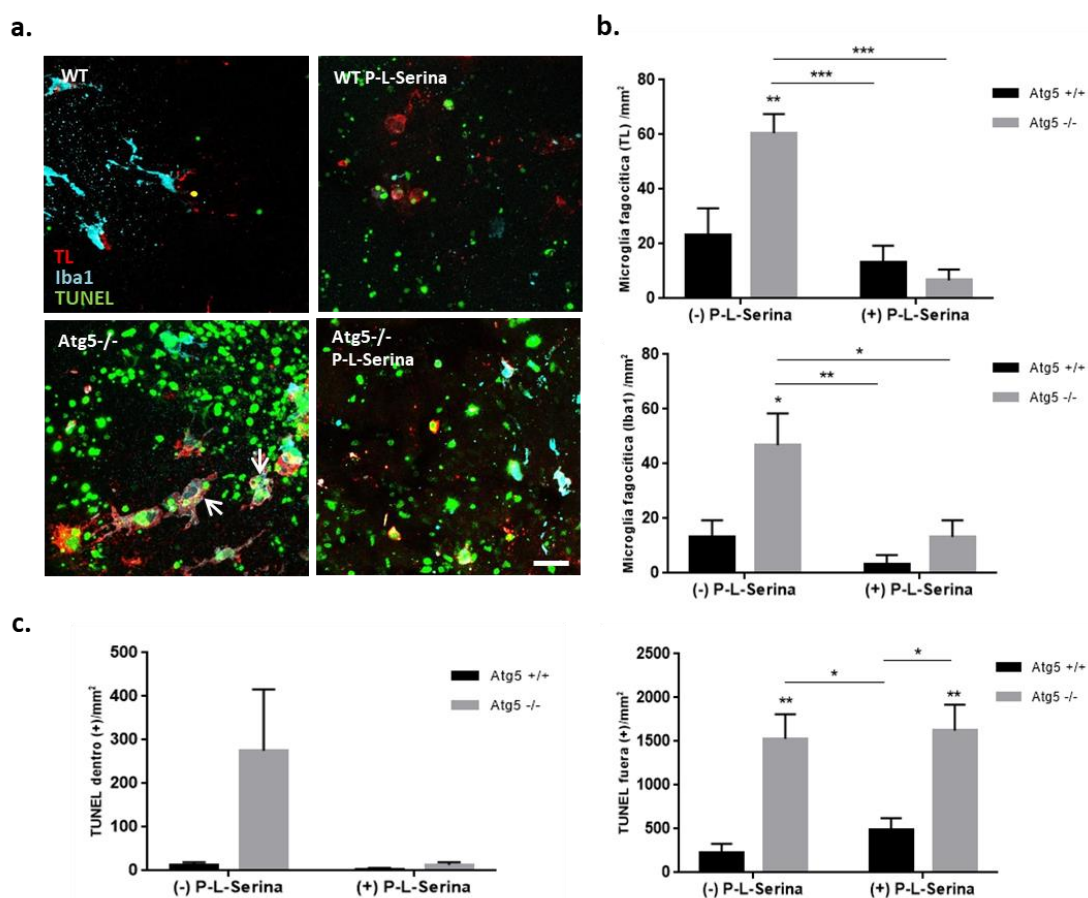 a.
WT
TL
Iba1
TUNEL
WT P-L-Serina
Atg5-/-
Atg5-/-
P-L-Serina
b.
Microglia fagocítica (TL) /mm²
80
60
40
20
0
***
***
**
(-) P-L-Serina
(+) P-L-Serina
Atg5 +/+
Atg5 -/-
Microglia fagocítica (Iba1) /mm²
80
60
40
20
0
*
**
*
(-) P-L-Serina
(+) P-L-Serina
Atg5 +/+
Atg5 -/-
c.
TUNEL dentro (+)/mm²
500
400
300
200
100
0
(-) P-L-Serina
(+) P-L-Serina
Atg5 +/+
Atg5 -/-
TUNEL fuera (+)/mm²
2500
2000
1500
1000
500
0
*
*
**
**
(-) P-L-Serina
(+) P-L-Serina
Atg5 +/+
Atg5 -/-